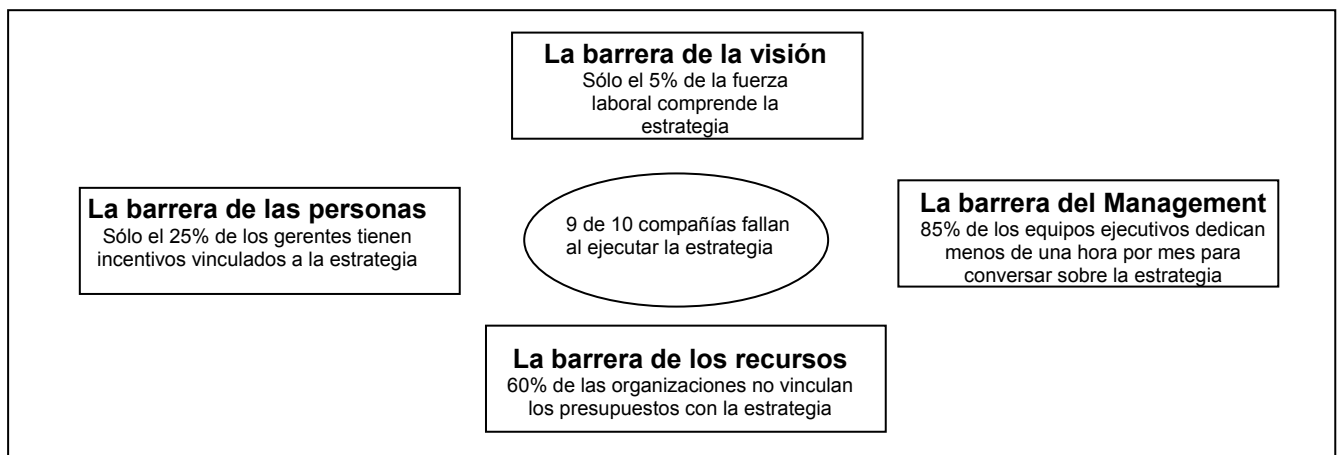 La barrera de la visión
Sólo el 5% de la fuerza
laboral comprende la
estrategia
La barrera de las personas
Sólo el 25% de los gerentes tienen
incentivos vinculados a la estrategia
9 de 10 compañías fallan
al ejecutar la estrategia
La barrera del Management
85% de los equipos ejecutivos dedican
menos de una hora por mes para
conversar sobre la estrategia
La barrera de los recursos
60% de las organizaciones no vinculan
los presupuestos con la estrategia